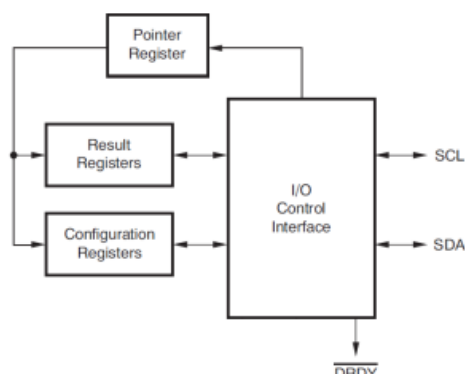 Pointer
Register
Result
Registers
Configuration
Registers
I/O
Control
Interface
SCL
SDA
DRDY